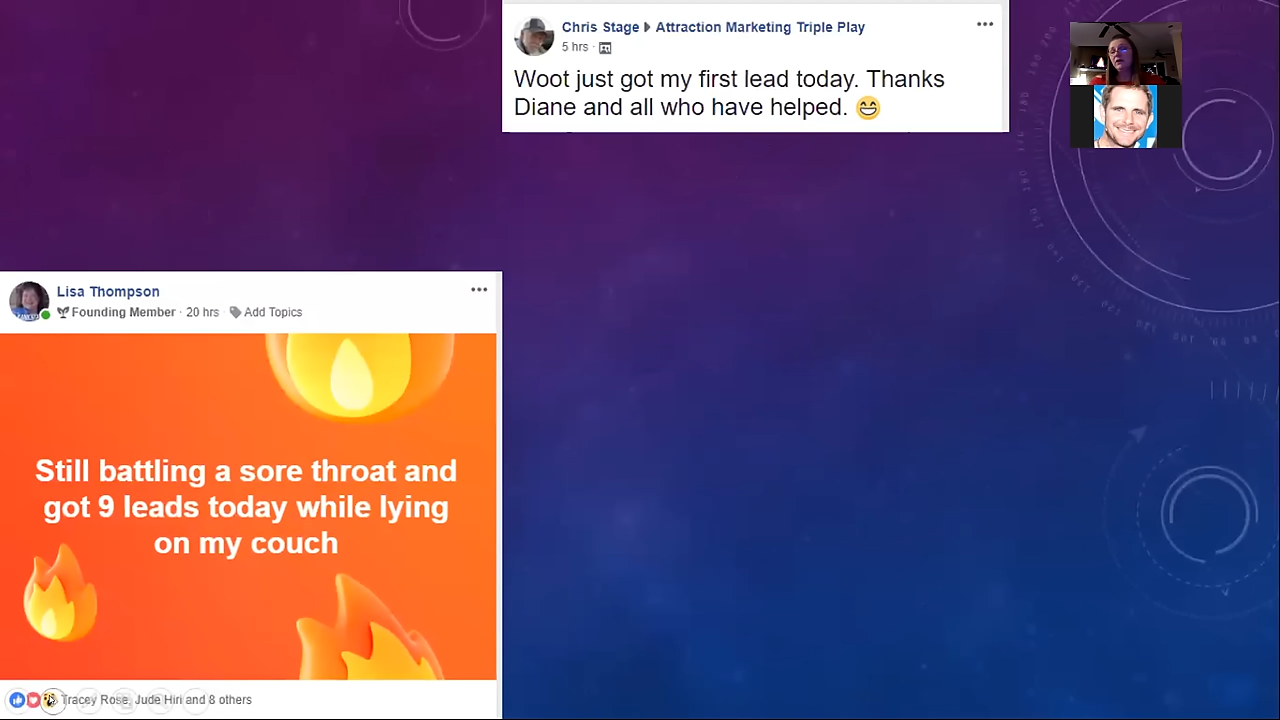 Chris Stage Attraction Marketing Triple Play
5 hrs
Woot just got my first lead today. Thanks
Diane and all who have helped. 😁
Lisa Thompson
Founding Member · 20 hrs · Add Topics
Still battling a sore throat and
got 9 leads today while lying
on my couch
Tracey Rose, Jude Hiri and 8 others